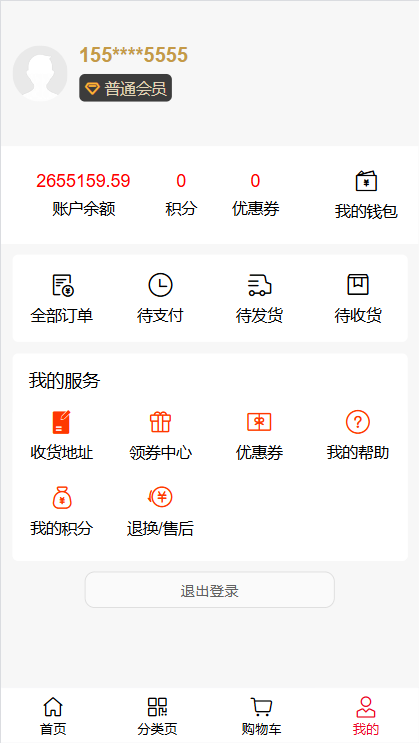 155****5555
普通会员
2655159.59 0 0
账户余额 积分 优惠券 我的钱包
全部订单 待支付 待发货 待收货
我的服务
收货地址 领券中心 优惠券 我的帮助
我的积分 退换/售后
退出登录
首页 分类页 购物车 我的